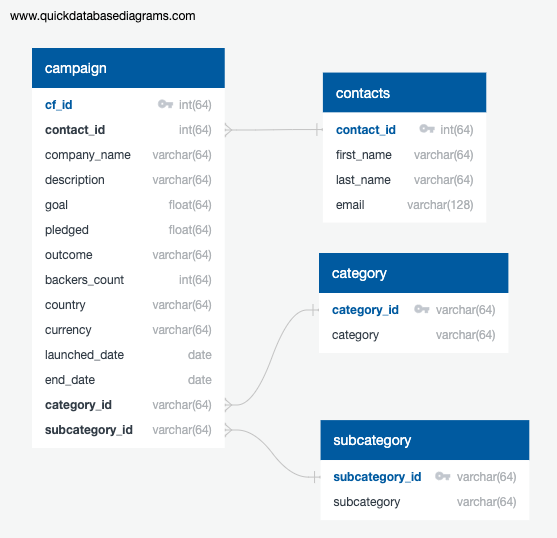 www.quickdatabasediagrams.com
campaign
cf_id int(64)
contact_id int(64)
company_name varchar(64)
description varchar(64)
goal float(64)
pledged float(64)
outcome varchar(64)
backers_count int(64)
country varchar(64)
currency varchar(64)
launched_date date
end_date date
category_id varchar(64)
subcategory_id varchar(64)
contacts
contact_id int(64)
first_name varchar(64)
last_name varchar(64)
email varchar(128)
category
category_id varchar(64)
category varchar(64)
subcategory
subcategory_id varchar(64)
subcategory varchar(64)